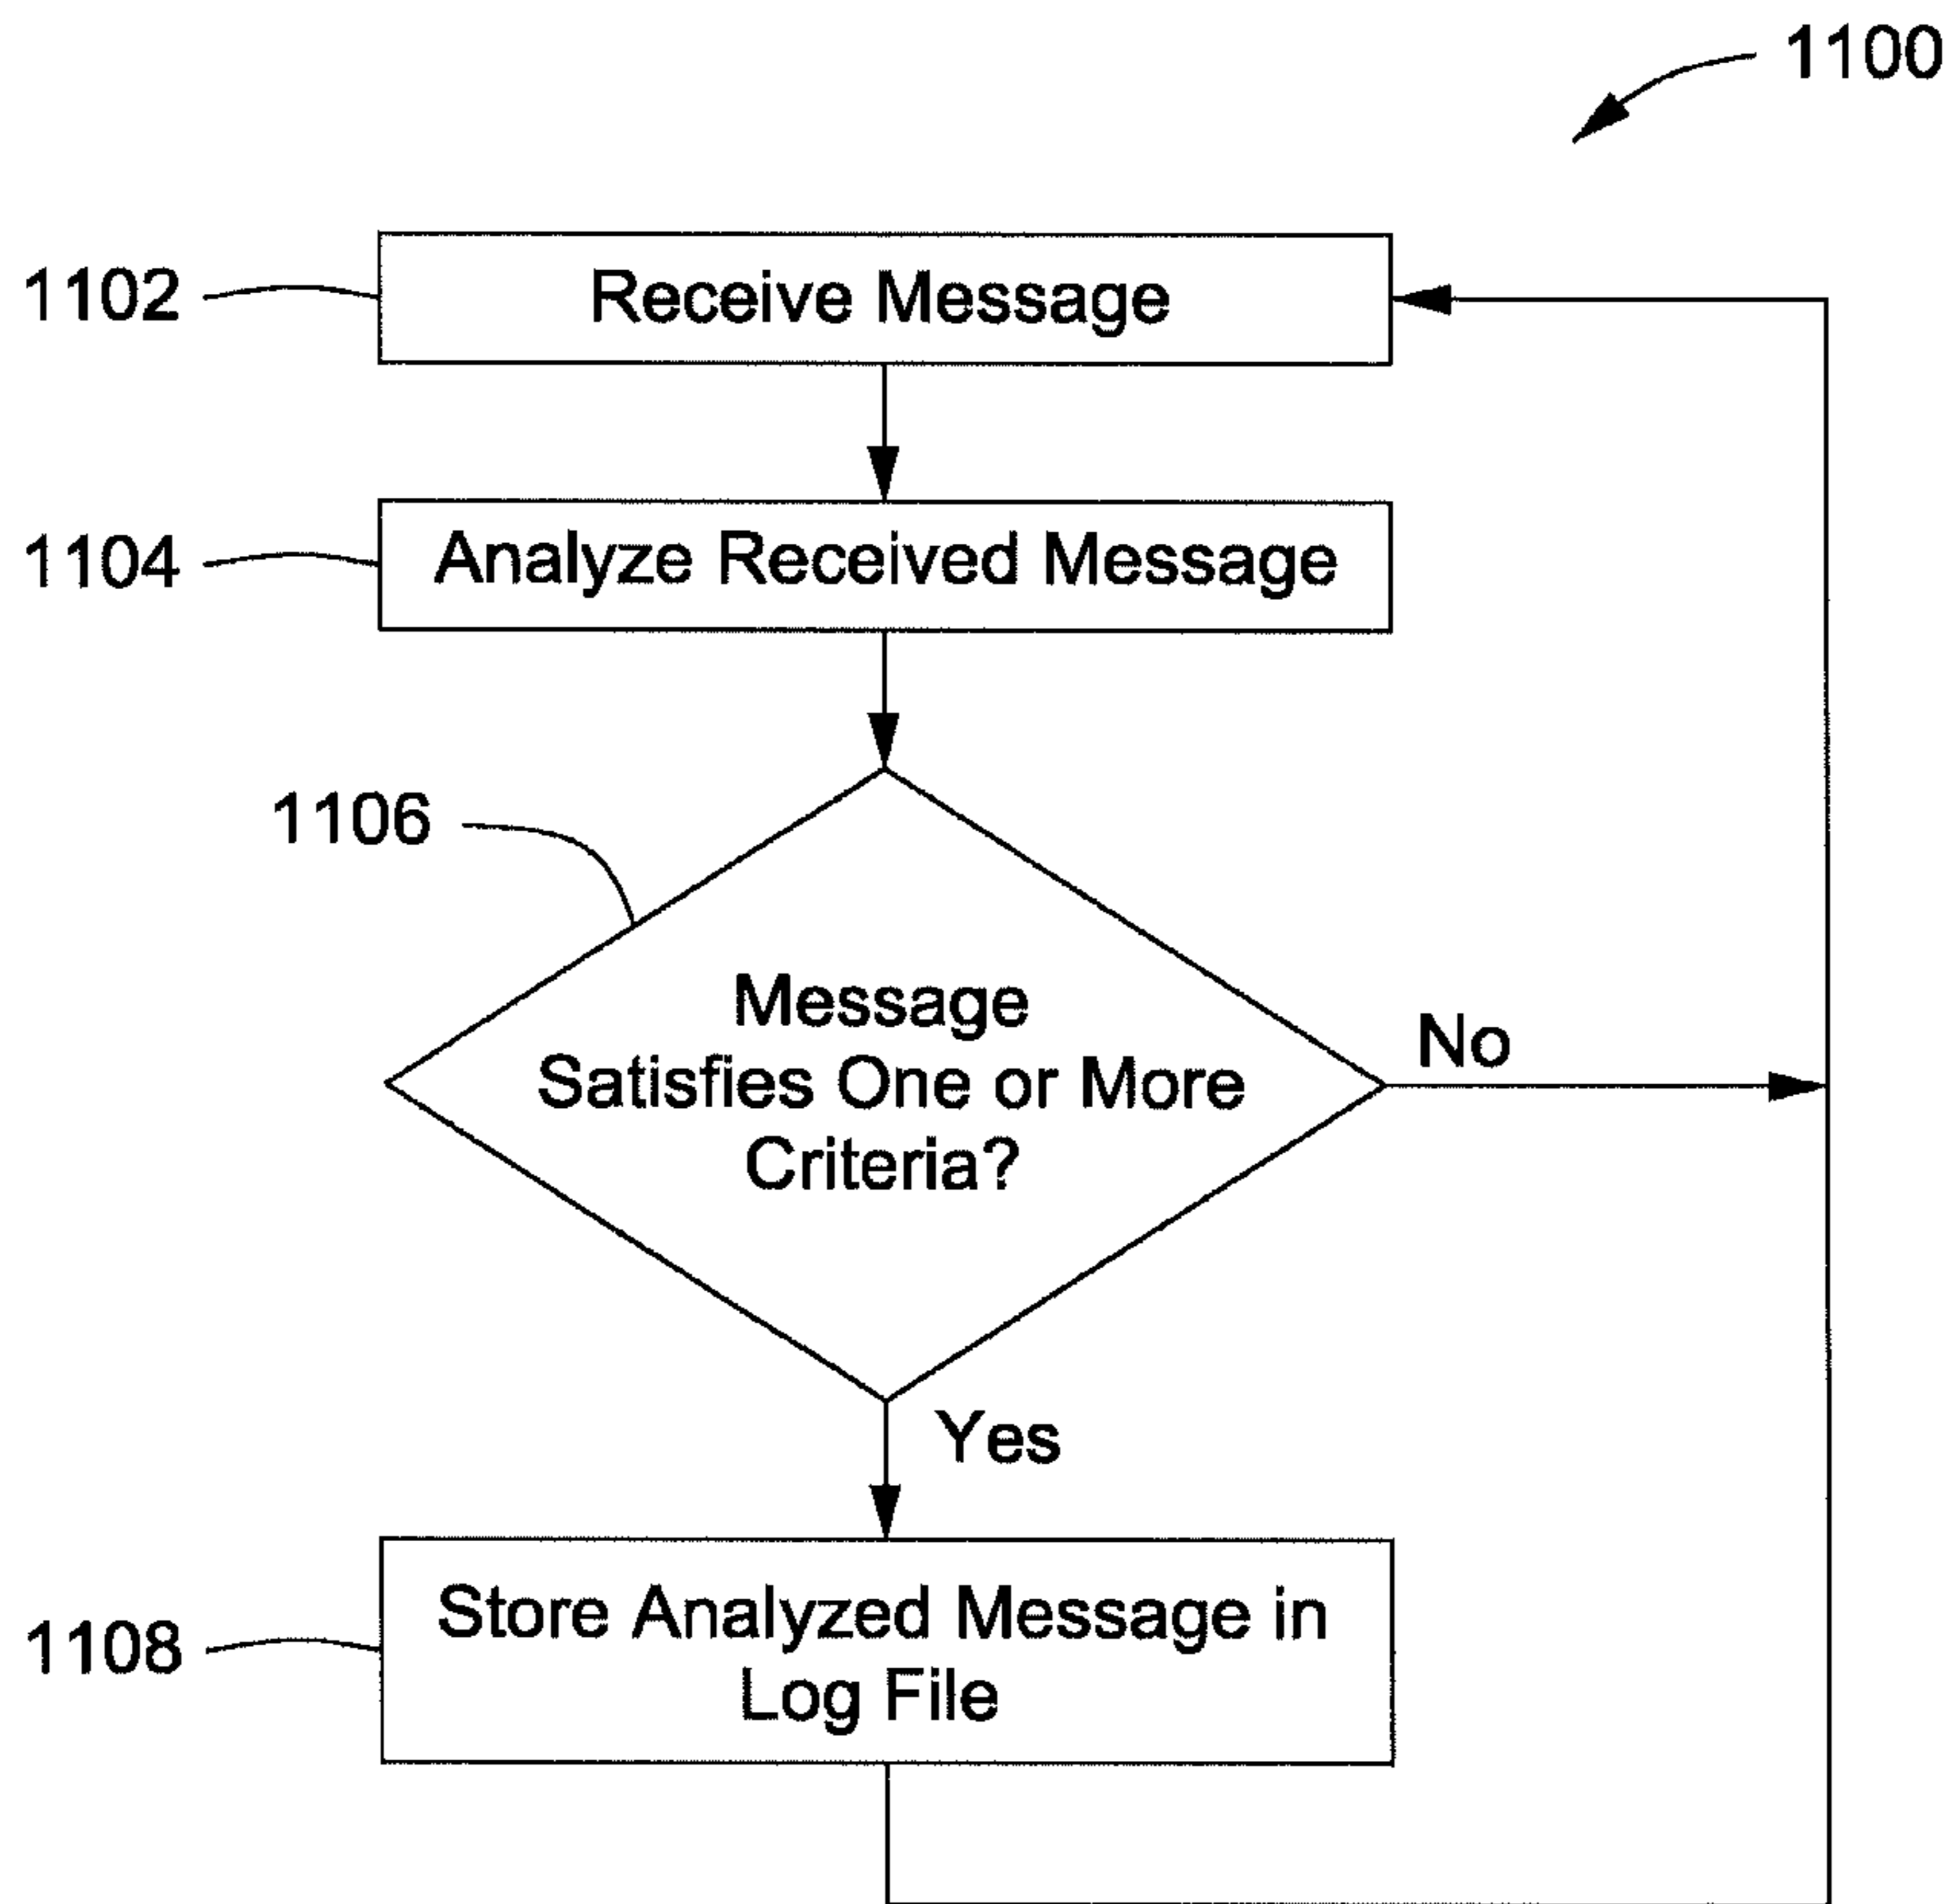 1100
1102
Receive Message
1104
Analyze Received Message
1106
Message
Satisfies One or More
Criteria?
No
Yes
1108
Store Analyzed Message in
Log File